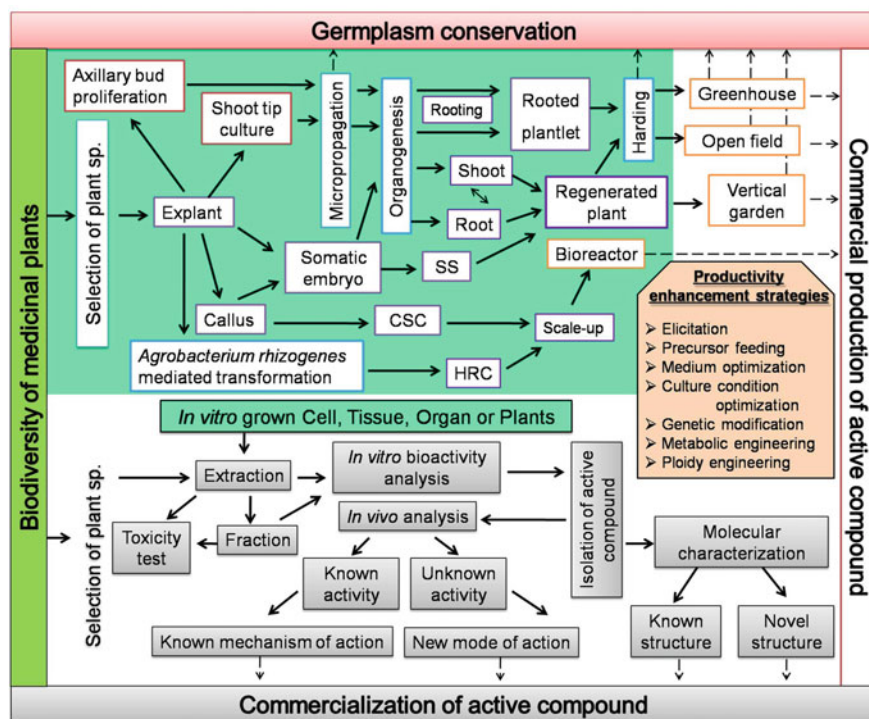 Germplasm conservation
Biodiversity of medicinal plants
Selection of plant sp.
Axillary bud
proliferation
Shoot tip
culture
Explant
Callus
Somatic
embryo
Agrobacterium rhizogenes
mediated transformation
Micropropagation
Organogenesis
Rooting
Rooted
plantlet
Shoot
Root
SS
CSC
HRC
Regenerated
plant
Bioreactor
Scale-up
Harding
Greenhouse
Open field
Vertical
garden
Commercial production of active compound
Productivity
enhancement strategies
➢ Elicitation
➢ Precursor feeding
➢ Medium optimization
➢ Culture condition
optimization
➢ Genetic modification
➢ Metabolic engineering
➢ Ploidy engineering
In vitro grown Cell, Tissue, Organ or Plants
Selection of plant sp.
Extraction
In vitro bioactivity
analysis
Toxicity
test
Fraction
In vivo analysis
Isolation of active
compound
Molecular
characterization
Known
activity
Unknown
activity
Known mechanism of action
New mode of action
Known
structure
Novel
structure
Commercialization of active compound